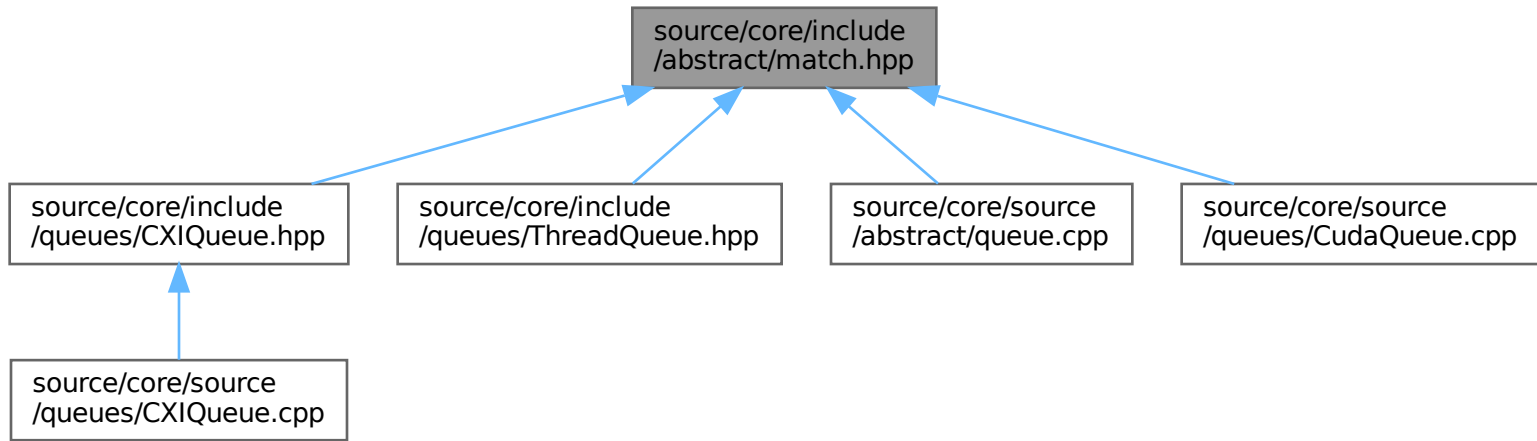 source/core/include
/abstract/match.hpp
source/core/include
/queues/CXIQueue.hpp
source/core/include
/queues/ThreadQueue.hpp
source/core/source
/abstract/queue.cpp
source/core/source
/queues/CudaQueue.cpp
source/core/source
/queues/CXIQueue.cpp